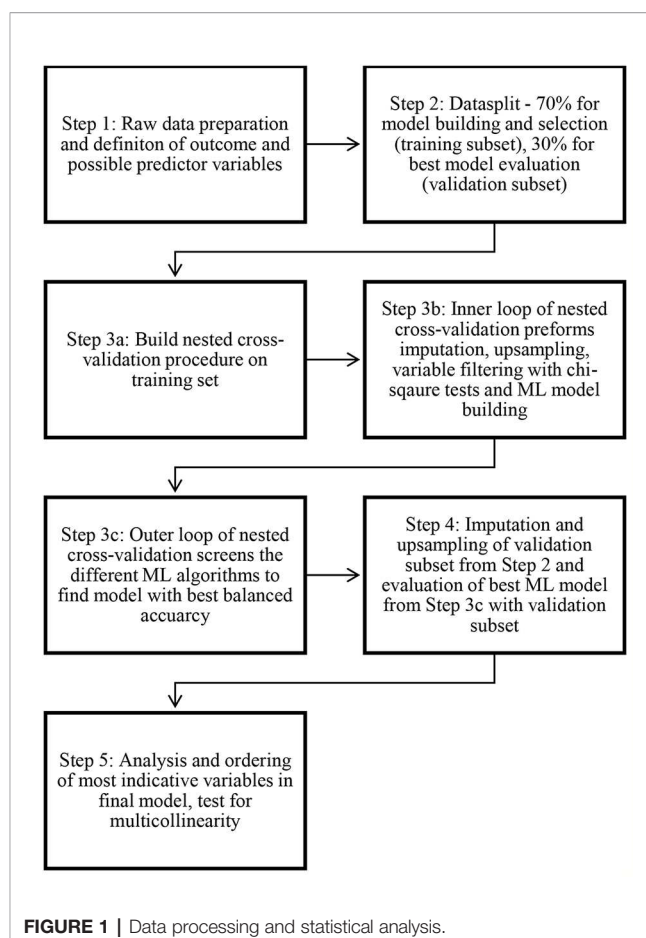 Step 1: Raw data preparation
and definiton of outcome and
possible predictor variables
Step 2: Datasplit - 70% for
model building and selection
(training subset), 30% for
best model evaluation
(validation subset)
Step 3a: Build nested cross-
validation procedure on
training set
Step 3b: Inner loop of nested
cross-validation preforms
imputation, upsampling,
variable filtering with chi-
sqaure tests and ML model
building
Step 3c: Outer loop of nested
cross-validation screens the
different ML algorithms to
find model with best balanced
accuarcy
Step 4: Imputation and
upsampling of validation
subset from Step 2 and
evaluation of best ML model
from Step 3c with validation
subset
Step 5: Analysis and ordering
of most indicative variables in
final model, test for
multicollinearity
FIGURE 1 | Data processing and statistical analysis.